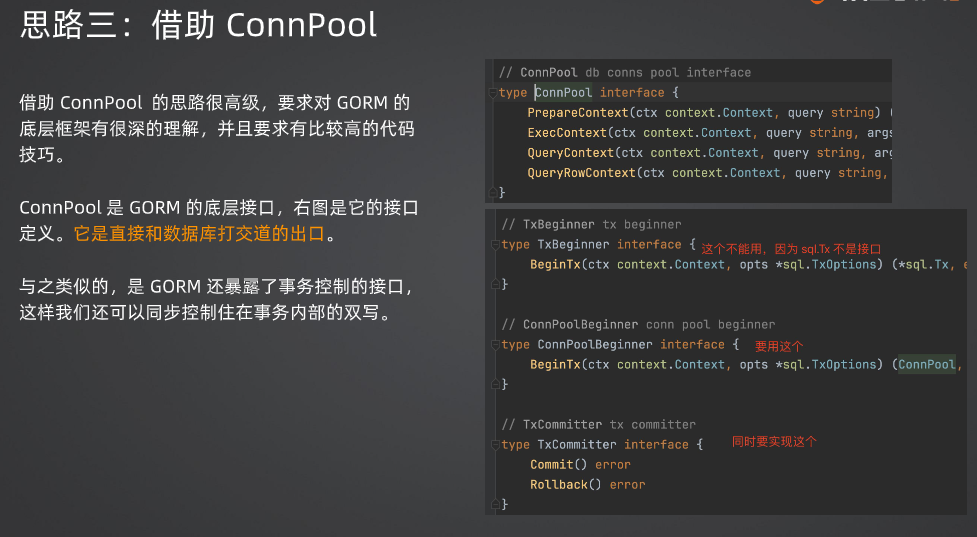 思路三：借助 ConnPool
借助 ConnPool 的思路很高级，要求对 GORM 的
底层框架有很深的理解，并且要求有比较高的代码
技巧。
ConnPool 是 GORM 的底层接口，右图是它的接口
定义。它是直接和数据库打交道的出口。
与之类似的，是 GORM 还暴露了事务控制的接口，
这样我们还可以同步控制住在事务内部的双写。
// ConnPool db conns pool interface
type ConnPool interface {
PrepareContext(ctx context.Context, query string) (
ExecContext(ctx context.Context, query string, args
QueryContext(ctx context.Context, query string, arg
QueryRowContext(ctx context.Context, query string,
}
// TxBeginner tx beginner
type TxBeginner interface { 这个不能用，因为 sql.Tx 不是接口
BeginTx(ctx context.Context, opts *sql.TxOptions) (*sql.Tx, e
}
// ConnPoolBeginner conn pool beginner
type ConnPoolBeginner interface { 要用这个
BeginTx(ctx context.Context, opts *sql.TxOptions) (ConnPool,
}
// TxCommitter tx committer
type TxCommitter interface { 同时要实现这个
Commit() error
Rollback() error
}